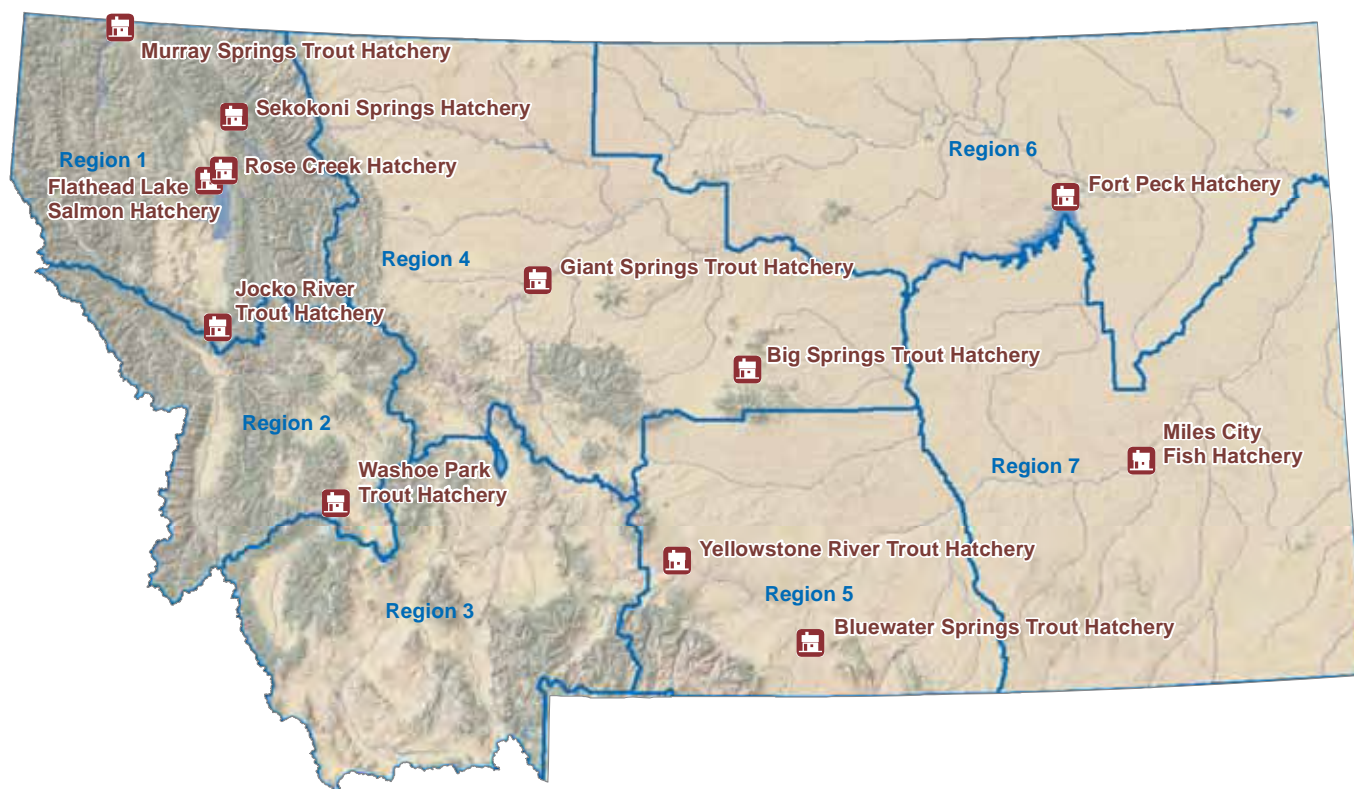 Murray Springs Trout Hatchery
Sekokoni Springs Hatchery
Region 1
Rose Creek Hatchery
Flathead Lake
Salmon Hatchery
Region 6
Fort Peck Hatchery
Region 4
Giant Springs Trout Hatchery
Jocko River
Trout Hatchery
Big Springs Trout Hatchery
Region 2
Miles City
Fish Hatchery
Region 7
Washoe Park
Trout Hatchery
Yellowstone River Trout Hatchery
Region 5
Region 3
Bluewater Springs Trout Hatchery